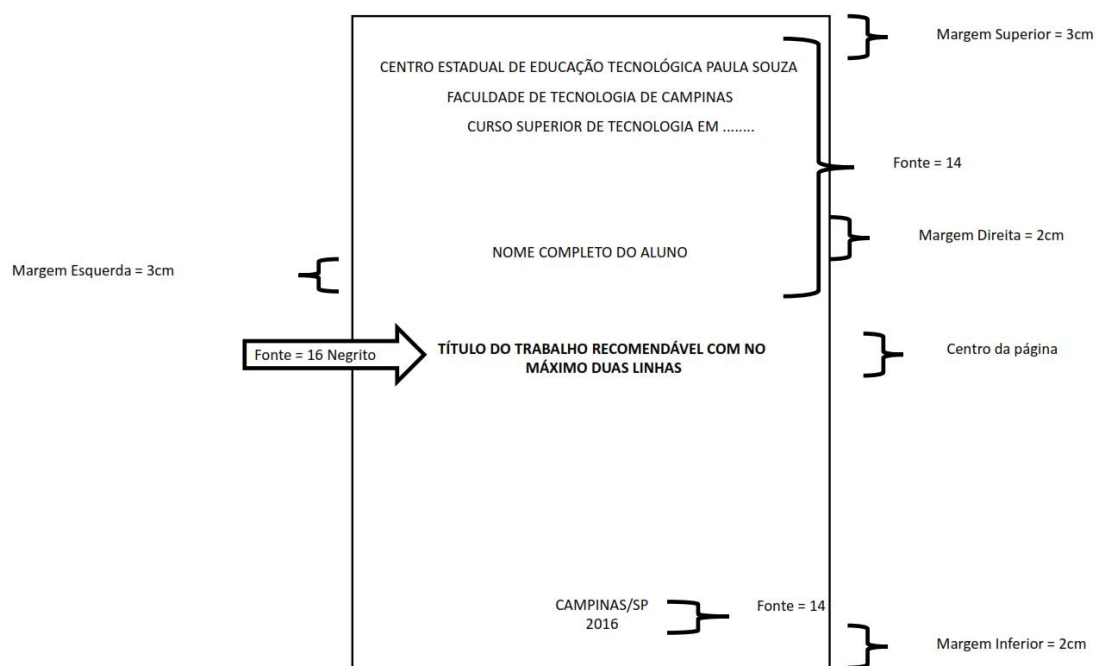 Margem Superior = 3cm
CENTRO ESTADUAL DE EDUCAÇÃO TECNOLÓGICA PAULA SOUZA
FACULDADE DE TECNOLOGIA DE CAMPINAS
CURSO SUPERIOR DE TECNOLOGIA EM ........
Fonte = 14
Margem Direita = 2cm
NOME COMPLETO DO ALUNO
Margem Esquerda = 3cm
Fonte = 16 Negrito
TÍTULO DO TRABALHO RECOMENDÁVEL COM NO
MÁXIMO DUAS LINHAS
Centro da página
CAMPINAS/SP
2016
Fonte = 14
Margem Inferior = 2cm